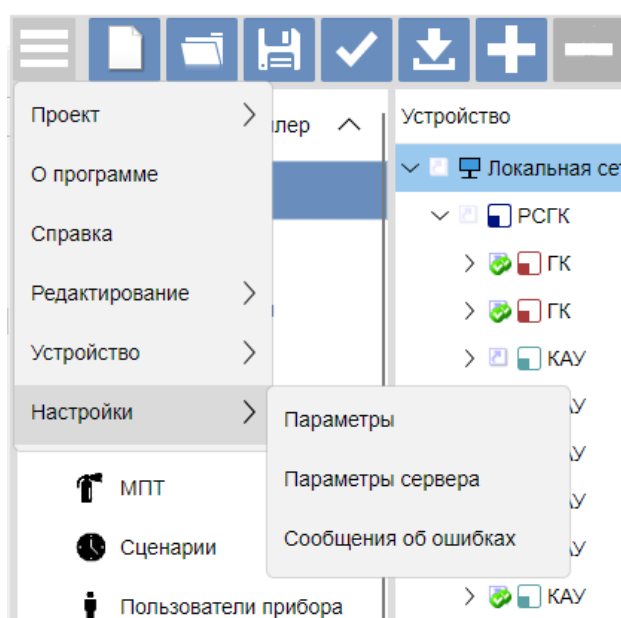 Проект
О программе
Справка
Редактирование
Устройство
Настройки
Параметры
Параметры сервера
Сообщения об ошибках
МПТ
Сценарии
Пользователи прибора
Устройство
Локальная
РСГК
ГК
ГК
КАУ
КАУ